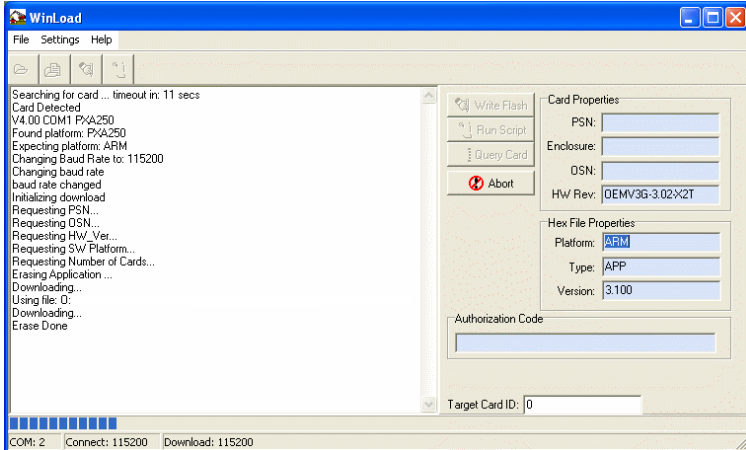 WinLoad
File Settings Help
Searching for card ... timeout in: 11 secs
Card Detected
V4.00 COM1 PXA250
Found platform: PXA250
Expecting platform: ARM
Changing Baud Rate to: 115200
Changing baud rate
baud rate changed
Initializing download
Requesting PSN...
Requesting OSN...
Requesting HW_Ver...
Requesting SW Platform...
Requesting Number of Cards...
Erasing Application ...
Downloading...
Using file: O:
Downloading...
Erase Done
Write Flash
Run Script
Query Card
Abort
Card Properties
PSN:
Enclosure:
OSN:
HW Rev: OEMV3G-3.02-X2T
Hex File Properties
Platform: ARM
Type: APP
Version: 3.100
Authorization Code
Target Card ID: 0
COM: 2 Connect: 115200 Download: 115200